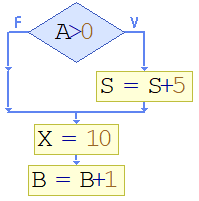 F V
A>0
S = S+5
X = 10
B = B+1